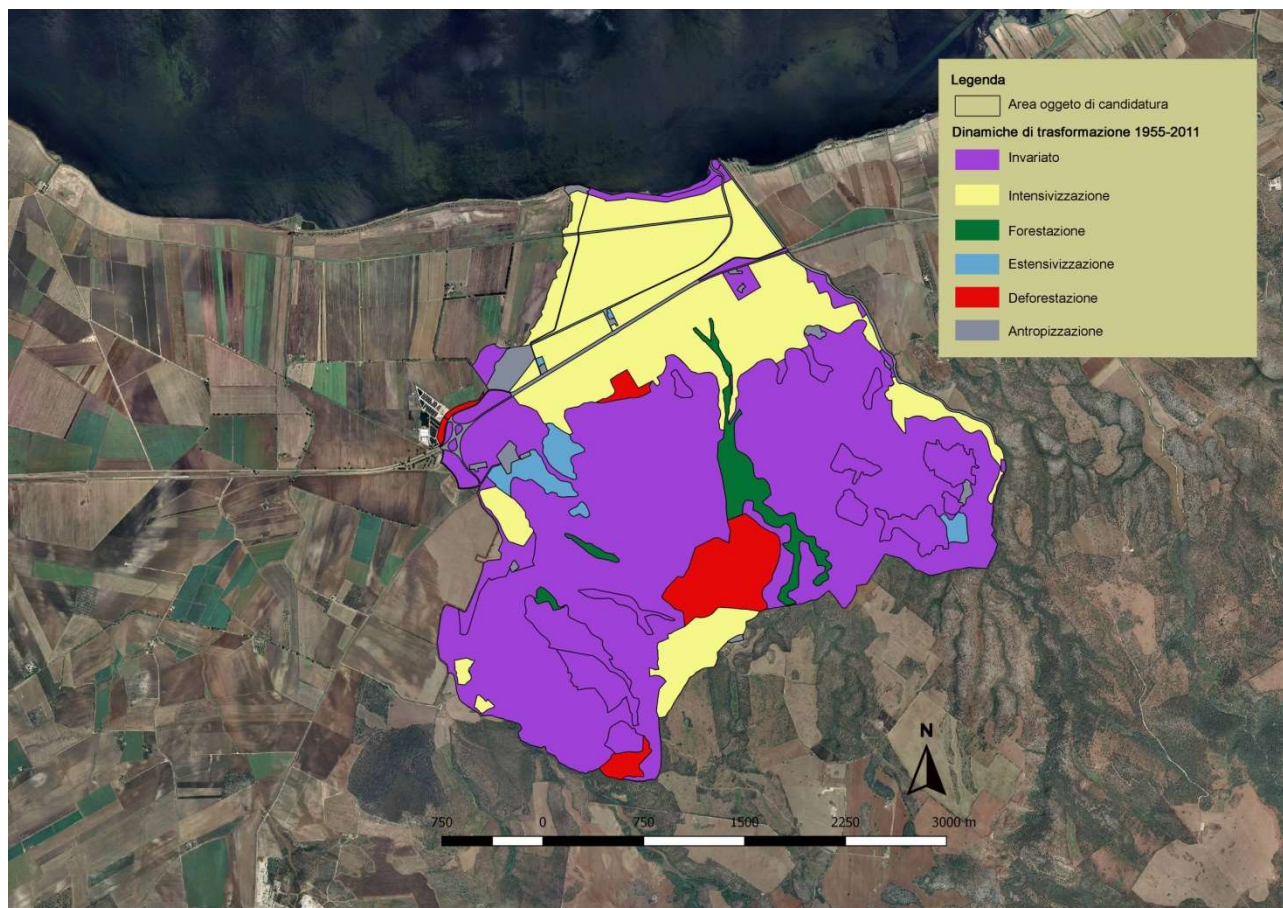 Legenda
Area oggeto di candidatura
Dinamiche di trasformazione 1955-2011
Invariato
Intensivizzazione
Forestazione
Estensivizzazione
Deforestazione
Antropizzazione
N
750 0 750 1500 2250 3000 m